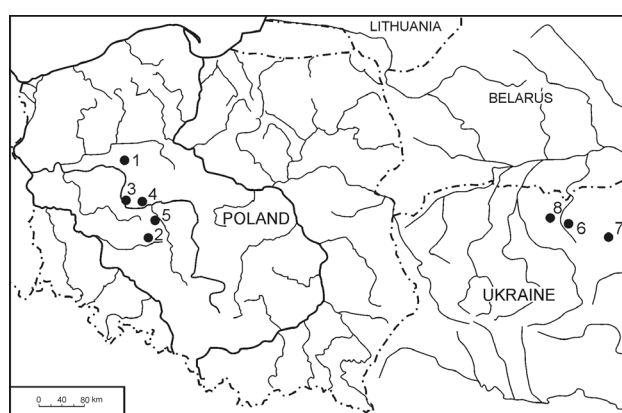 LITHUANIA
BELARUS
1
3 4
5
POLAND
2
8
6
7
UKRAINE
0 40 80 km